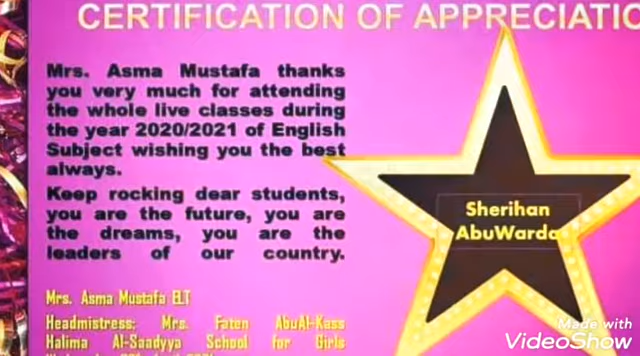 CERTIFICATION OF APPRECIATIO
Mrs. Asma Mustafa thanks
you very much for attending
the whole live classes during
the year 2020/2021 of English
Subject wishing you the best
always.
Keep rocking dear students,
you are the future, you are
the dreams, you are the
leaders of our country.
Sherihan
AbuWarda
Mrs. Asma Mustafa ELT
Headmistress: Mrs. Faten AbuAl-Kass
Halima Al-Saadyya School for Girls
Made with
VideoShow